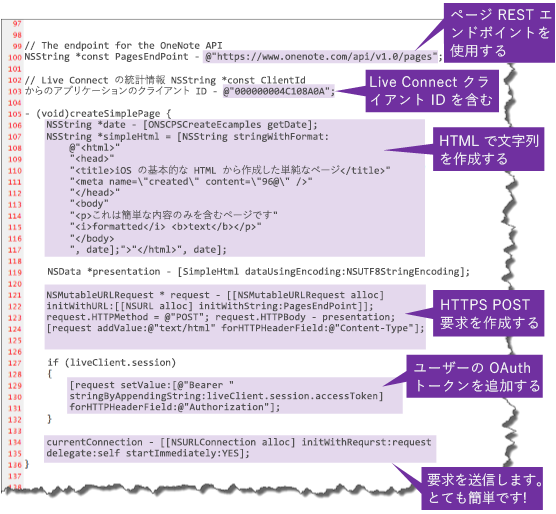 97
98
99 // The endpoint for the OneNote API
100 NSString *const PagesEndPoint - @"https://www.onenote.com/api/v1.0/pages";
101
102 // Live Connect の統計情報 NSString *const ClientId
103 からのアプリケーションのクライアント ID - @"000000004C108A0A";
104
105 - (void)createSimplePage {
106 NSString *date - [ONSCPSCreateEcamples getDate];
107 NSString *simpleHtml = [NSString stringWithFormat:
108 @"<html>"
109 "<head>"
110 "<title>iOS の基本的な HTML から作成した単純なページ</title>"
111 "<meta name=\"created\" content=\"96@\" />"
112 "</head>"
113 "<body"
114 "<p>これは簡単な内容のみを含むページです"
115 "<i>formatted</i> <b>text</b></p>"
116 "</body>
117 ", date];">"</html>", date];
118
119 NSData *presentation - [SimpleHtml dataUsingEncoding:NSUTF8StringEncoding];
120
121 NSMutableURLRequest * request - [[NSMutableURLRequest alloc]
122 initWithURL:[[NSURL alloc] initWithString:PagesEndPoint]];
123 request.HTTPMethod = @"POST"; request.HTTPBody - presentation;
124 [request addValue:@"text/html" forHTTPHeaderField:@"Content-Type"];
125
126
127 if (liveClient.session)
128 {
129 [request setValue:[@"Bearer "
130 stringByAppendingString:liveClient.session.accessToken]
131 forHTTPHeaderField:@"Authorization"];
132 }
133
134 currentConnection - [[NSURLConnection alloc] initWithRequrst:request
135 delegate:self startImmediately:YES];
136 }
137
138
ページ REST エ
ンドポイントを
使用する
Live Connect クラ
イアント ID を含む
HTML で文字列
を作成する
HTTPS POST
要求を作成する
ユーザーの OAuth
トークンを追加する
要求を送信します。
とても簡単です!